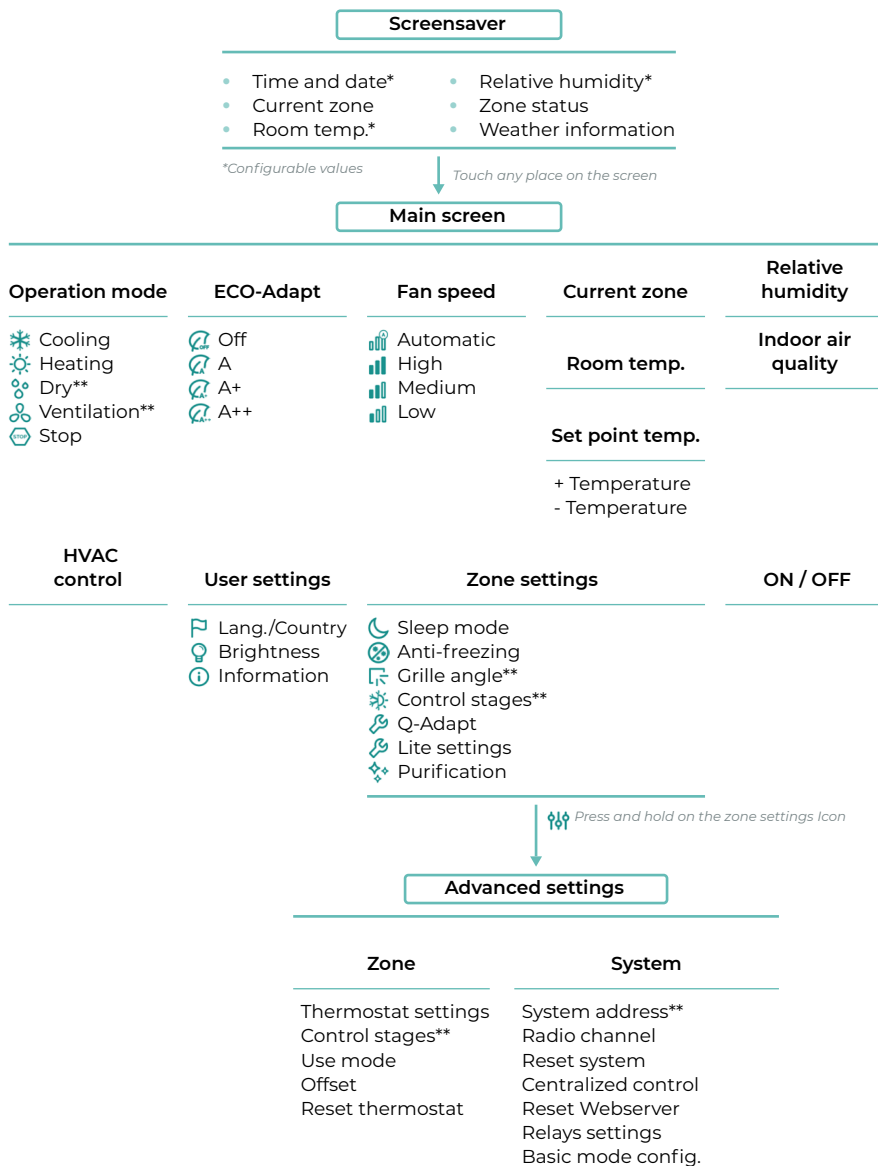 Screensaver
Time and date*
Current zone
Room temp.*
Relative humidity*
Zone status
Weather information
*Configurable values
Touch any place on the screen
Main screen
Operation mode
Cooling
Heating
Dry**
Ventilation**
STOP
Stop
ECO-Adapt
OFF
Off
A
A
A+
A+
A++
Fan speed
Automatic
High
Medium
Low
Current zone
Room temp.
Set point temp.
+ Temperature
- Temperature
Relative
humidity
Indoor air
quality
HVAC
control
User settings
Lang./Country
Brightness
Information
Zone settings
Sleep mode
Anti-freezing
Grille angle**
Control stages**
Q-Adapt
Lite settings
Purification
ON / OFF
Press and hold on the zone settings Icon
Advanced settings
Zone
Thermostat settings
Control stages**
Use mode
Offset
Reset thermostat
System
System address**
Radio channel
Reset system
Centralized control
Reset Webserver
Relays settings
Basic mode config.